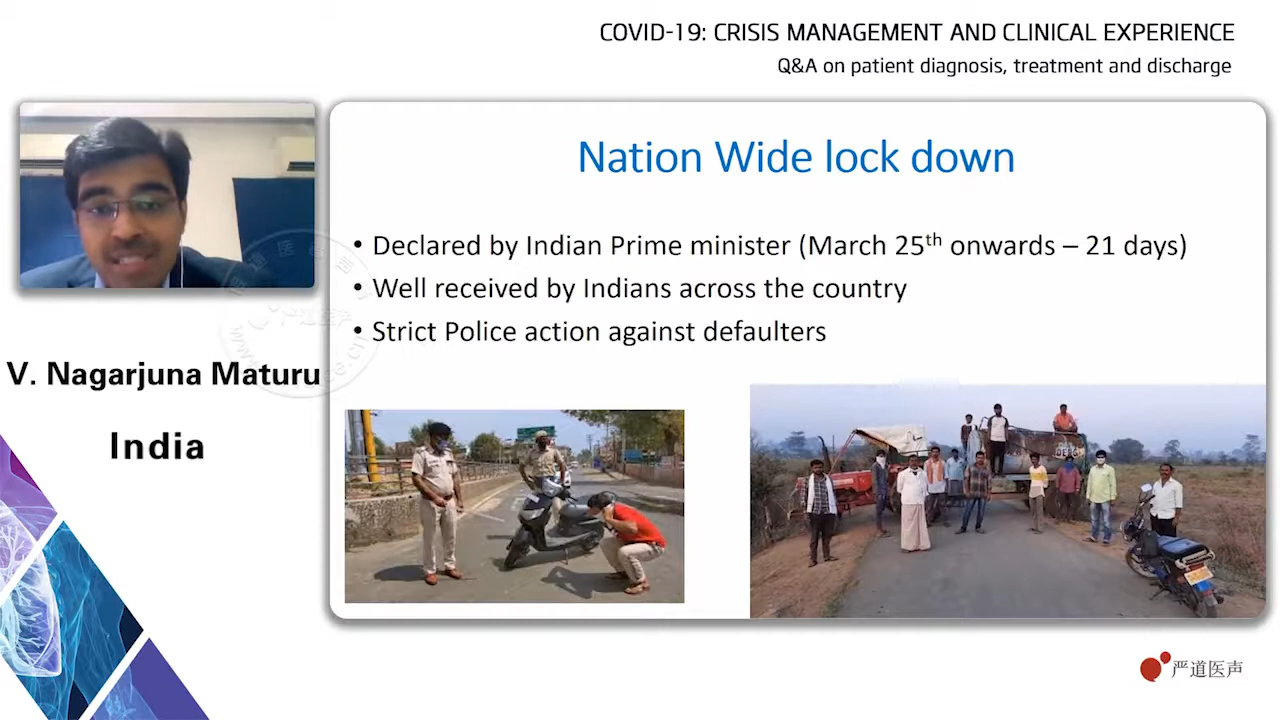 COVID-19: CRISIS MANAGEMENT AND CLINICAL EXPERIENCE
Q&A on patient diagnosis, treatment and discharge
Nation Wide lock down
• Declared by Indian Prime minister (March 25th onwards – 21 days)
• Well received by Indians across the country
• Strict Police action against defaulters
V. Nagarjuna Maturu
India
严道医声